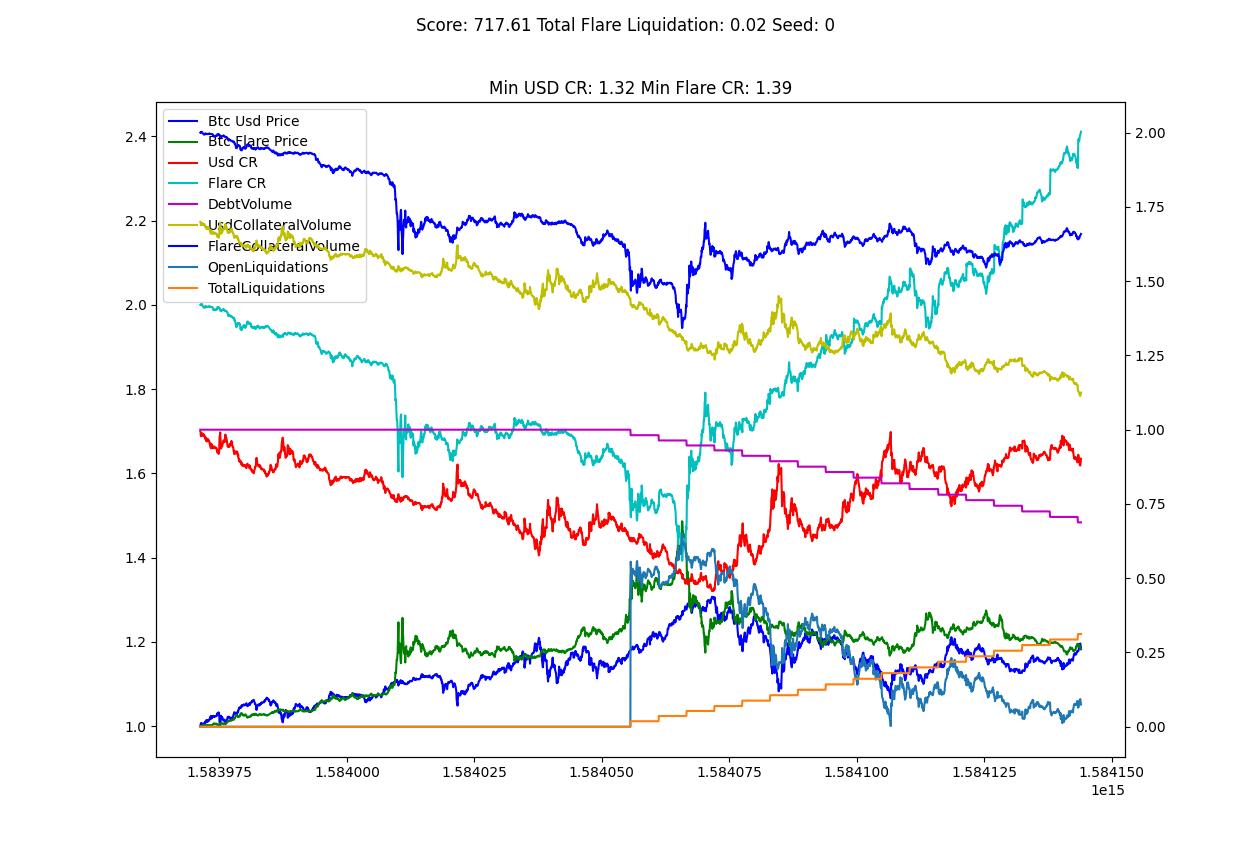 Score: 717.61 Total Flare Liquidation: 0.02 Seed: 0
Min USD CR: 1.32 Min Flare CR: 1.39
Btc Usd Price
Btc Flare Price
Usd CR
Flare CR
DebtVolume
UsdCollateralVolume
FlareCollateralVolume
OpenLiquidations
TotalLiquidations
2.4
2.2
2.0
1.8
1.6
1.4
1.2
1.0
2.00
1.75
1.50
1.25
1.00
0.75
0.50
0.25
0.00
1.583975
1.584000
1.584025
1.584050
1.584075
1.584100
1.584125
1.584150
1e15